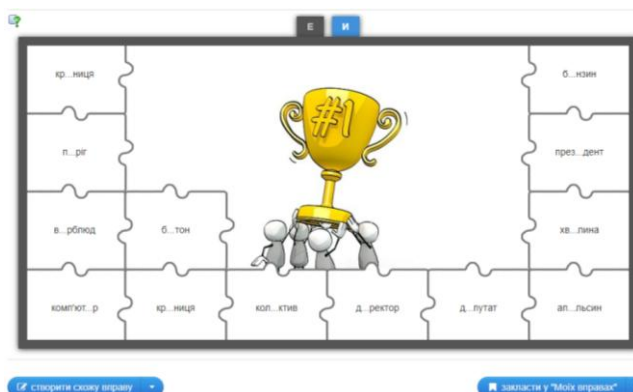 Е И
кр...ниця б...нзин
#1
п...ріг през...дент
в...рблюд б...тон хв...лина
комп'ют...р кр...ниця кол...ктив д...ректор д...путат ап...льсин
створити схожу вправу закласти у "Моїх вправах"